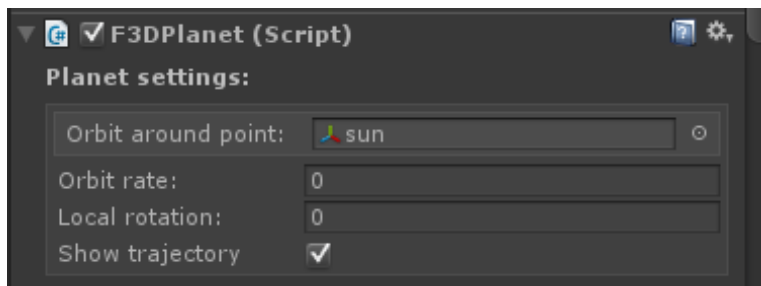 F3DPlanet (Script)
Planet settings:
Orbit around point: sun
Orbit rate: 0
Local rotation: 0
Show trajectory